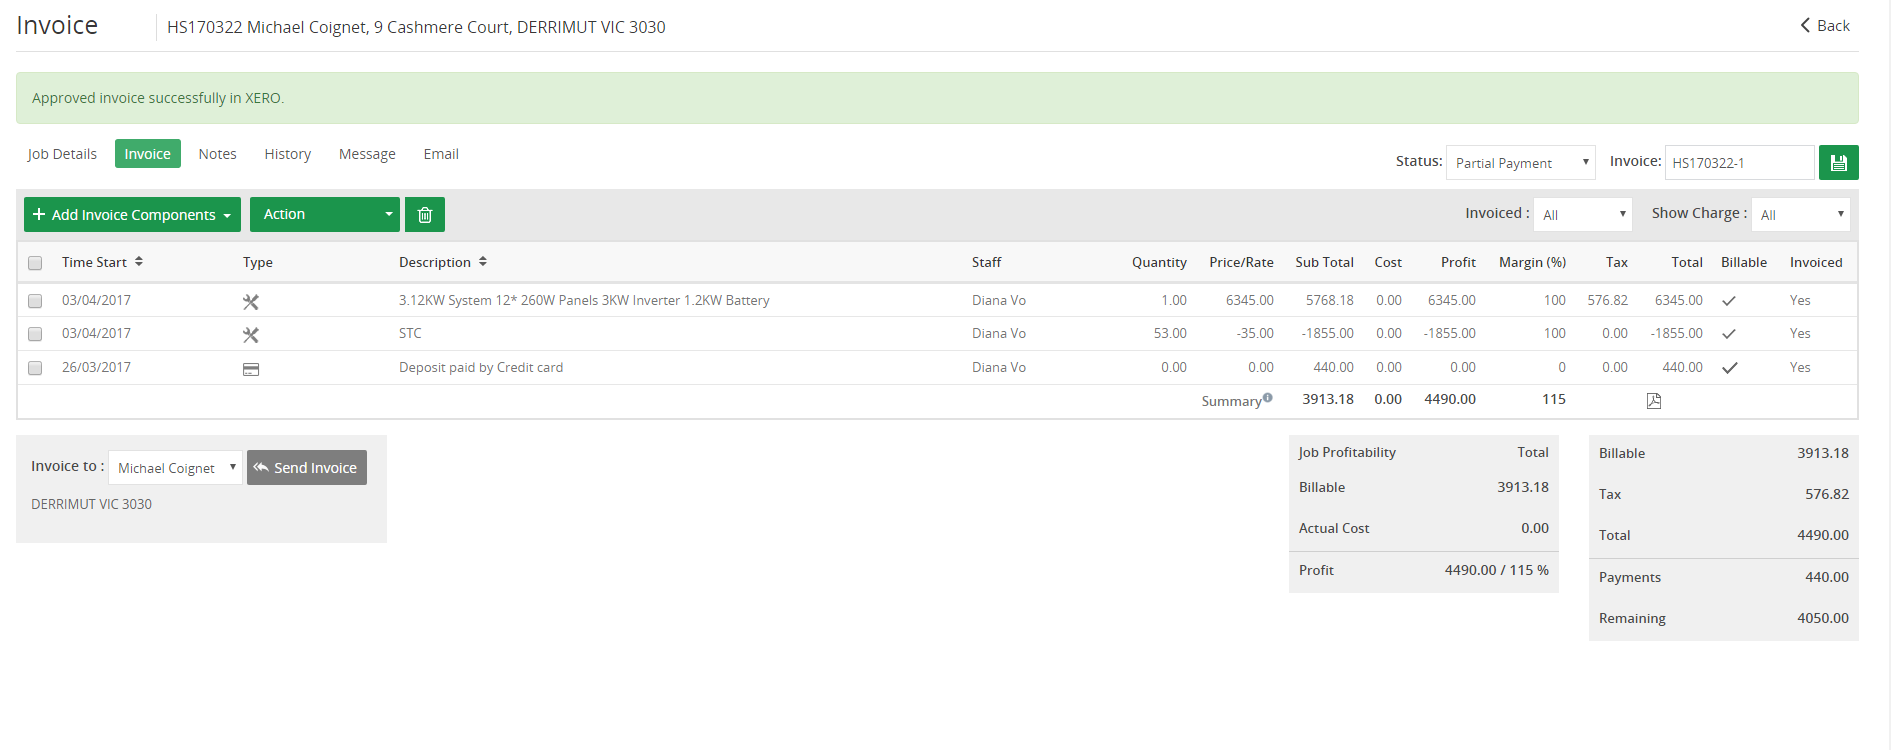 Invoice HS170322 Michael Coignet, 9 Cashmere Court, DERRIMUT VIC 3030 Back
Approved invoice successfully in XERO.
Job Details Invoice Notes History Message Email Status: Partial Payment Invoice: HS170322-1
+ Add Invoice Components Action Invoiced : All Show Charge : All
Time Start Type Description Staff Quantity Price/Rate Sub Total Cost Profit Margin (%) Tax Total Billable Invoiced
03/04/2017 3.12KW System 12* 260W Panels 3KW Inverter 1.2KW Battery Diana Vo 1.00 6345.00 5768.18 0.00 6345.00 100 576.82 6345.00 Yes
03/04/2017 STC Diana Vo 53.00 -35.00 -1855.00 0.00 -1855.00 100 0.00 -1855.00 Yes
26/03/2017 Deposit paid by Credit card Diana Vo 0.00 0.00 440.00 0.00 0.00 0 0.00 440.00 Yes
Summary 3913.18 0.00 4490.00 115
Invoice to : Michael Coignet Send Invoice
DERRIMUT VIC 3030
Job Profitability Total
Billable 3913.18
Actual Cost 0.00
Profit 4490.00 / 115 %
Billable 3913.18
Tax 576.82
Total 4490.00
Payments 440.00
Remaining 4050.00